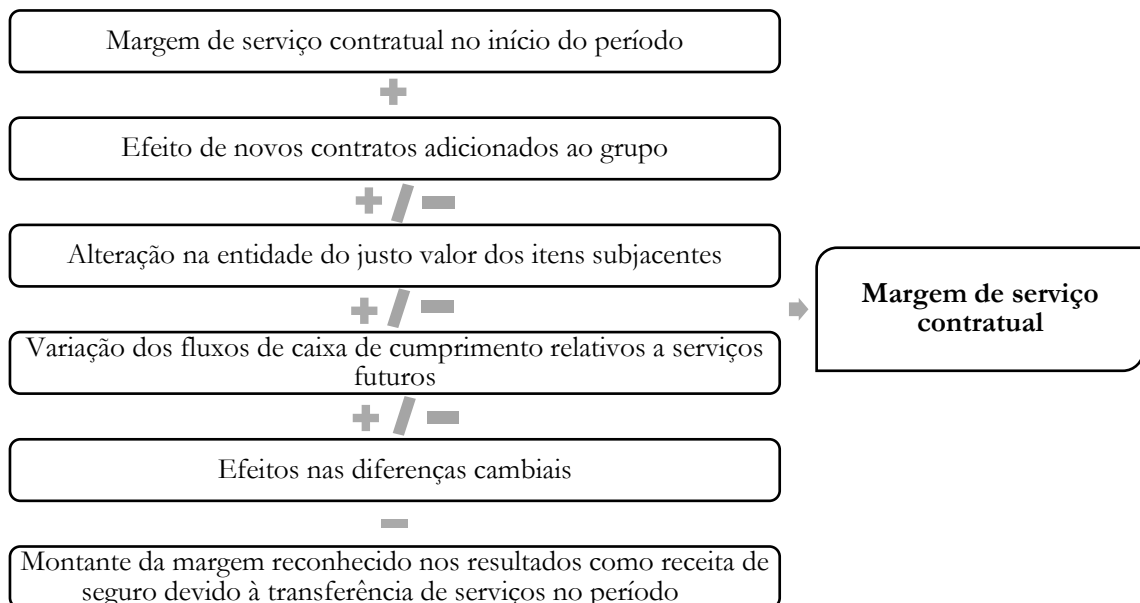 Margem de serviço contratual no início do período
+
Efeito de novos contratos adicionados ao grupo
+ / −
Alteração na entidade do justo valor dos itens subjacentes
+ / −
Variação dos fluxos de caixa de cumprimento relativos a serviços
futuros
+ / −
Efeitos nas diferenças cambiais
−
Montante da margem reconhecido nos resultados como receita de
seguro devido à transferência de serviços no período
Margem de serviço
contratual